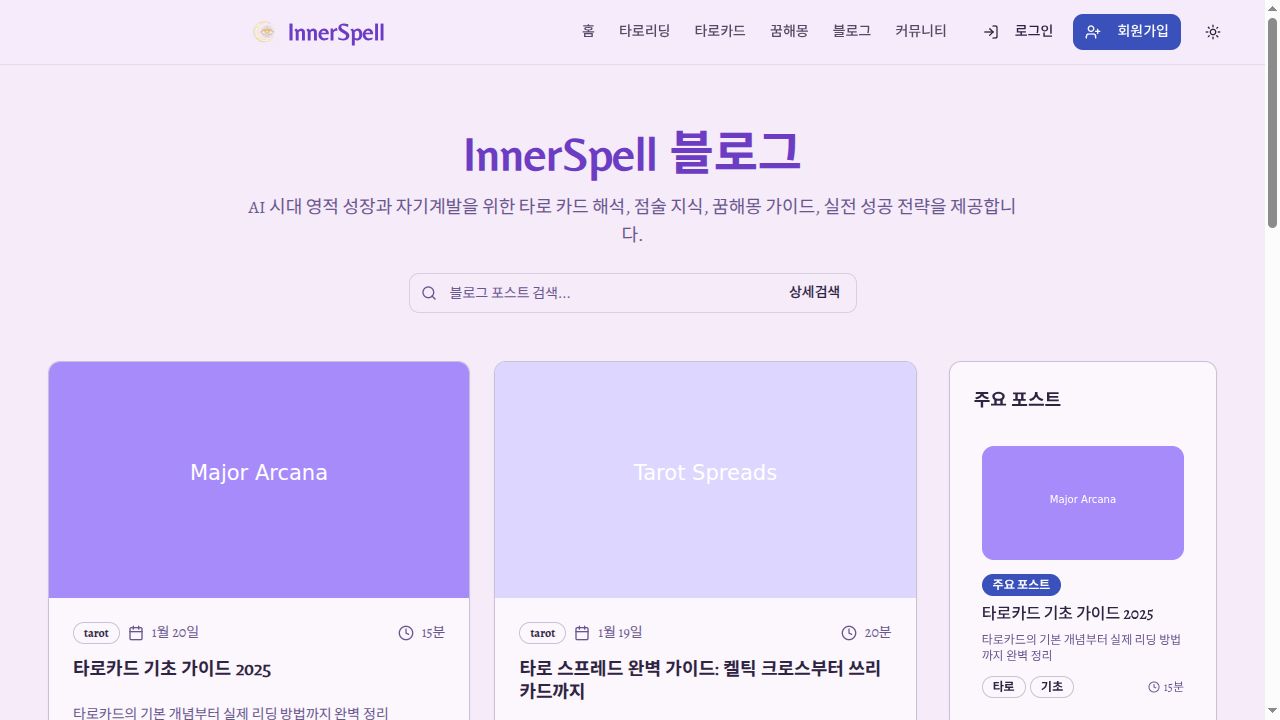 InnerSpell
홈 타로리딩 타로카드 꿈해몽 블로그 커뮤니티 로그인 회원가입
InnerSpell 블로그
AI 시대 영적 성장과 자기계발을 위한 타로 카드 해석, 점술 지식, 꿈해몽 가이드, 실전 성공 전략을 제공합니
다.
블로그 포스트 검색... 상세검색
Major Arcana
tarot 1월 20일 15분
타로카드 기초 가이드 2025
타로카드의 기본 개념부터 실제 리딩 방법까지 완벽 정리
Tarot Spreads
tarot 1월 19일 20분
타로 스프레드 완벽 가이드: 켈틱 크로스부터 쓰리
카드까지
주요 포스트
Major Arcana
주요 포스트
타로카드 기초 가이드 2025
타로카드의 기본 개념부터 실제 리딩 방법
까지 완벽 정리
타로 기초 15분